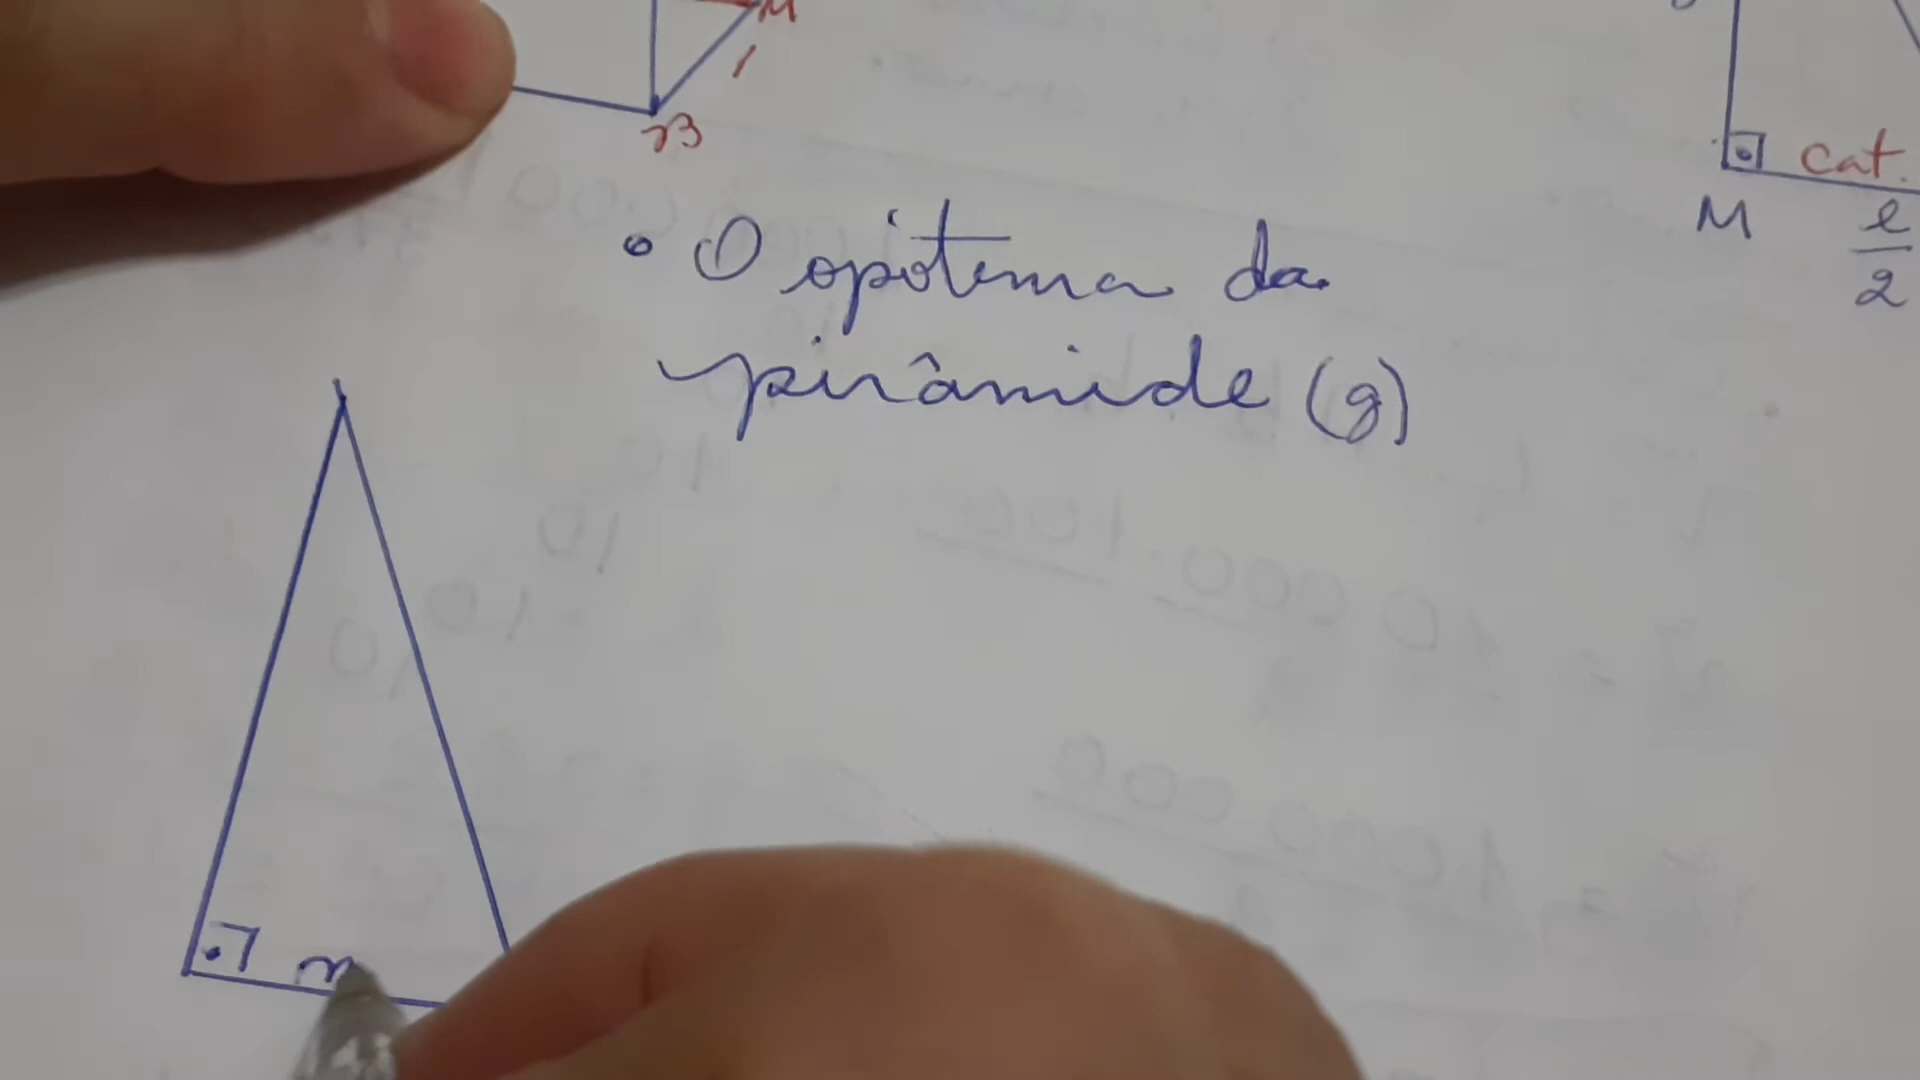 M
1
B
cat.
M
l/2
• O apótema da
pirâmide (g)
m